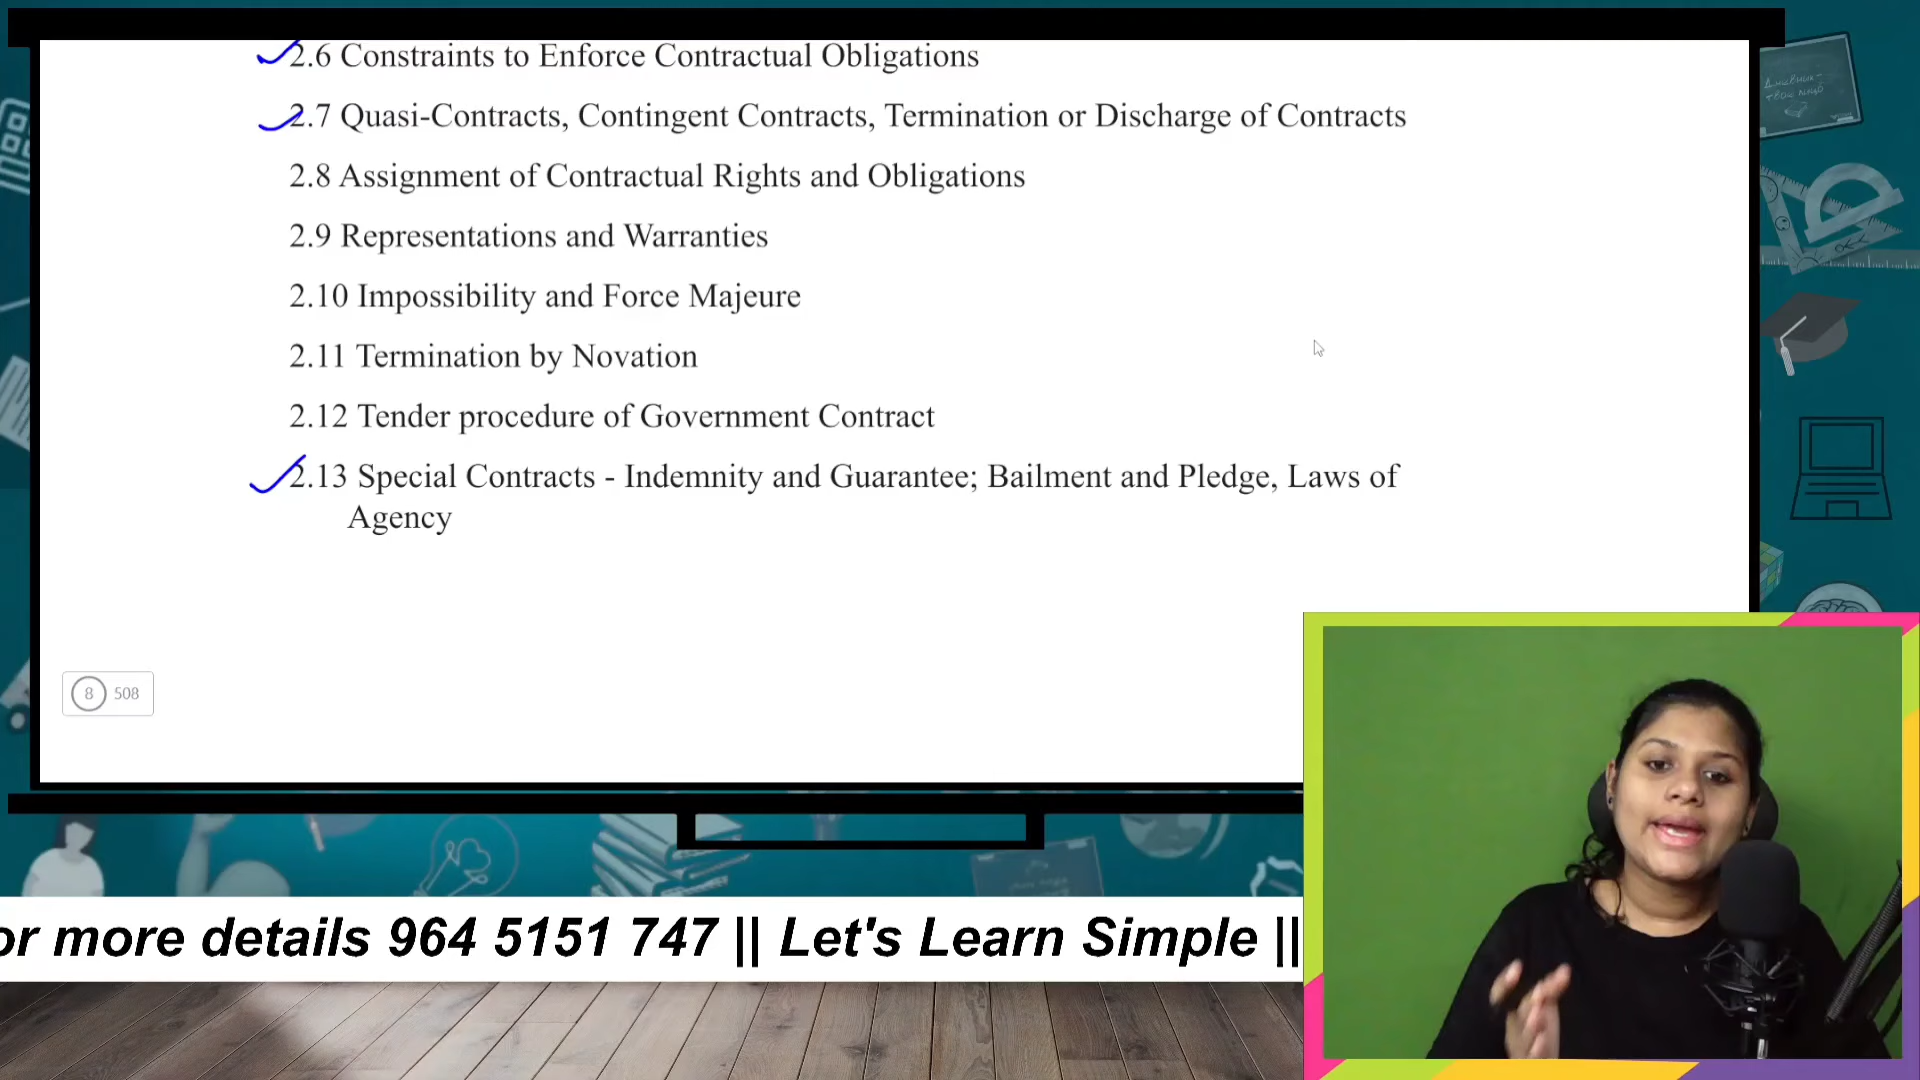 2.6 Constraints to Enforce Contractual Obligations
2.7 Quasi-Contracts, Contingent Contracts, Termination or Discharge of Contracts
2.8 Assignment of Contractual Rights and Obligations
2.9 Representations and Warranties
2.10 Impossibility and Force Majeure
2.11 Termination by Novation
2.12 Tender procedure of Government Contract
2.13 Special Contracts - Indemnity and Guarantee; Bailment and Pledge, Laws of
Agency
8 508
or more details 964 5151 747 || Let's Learn Simple ||